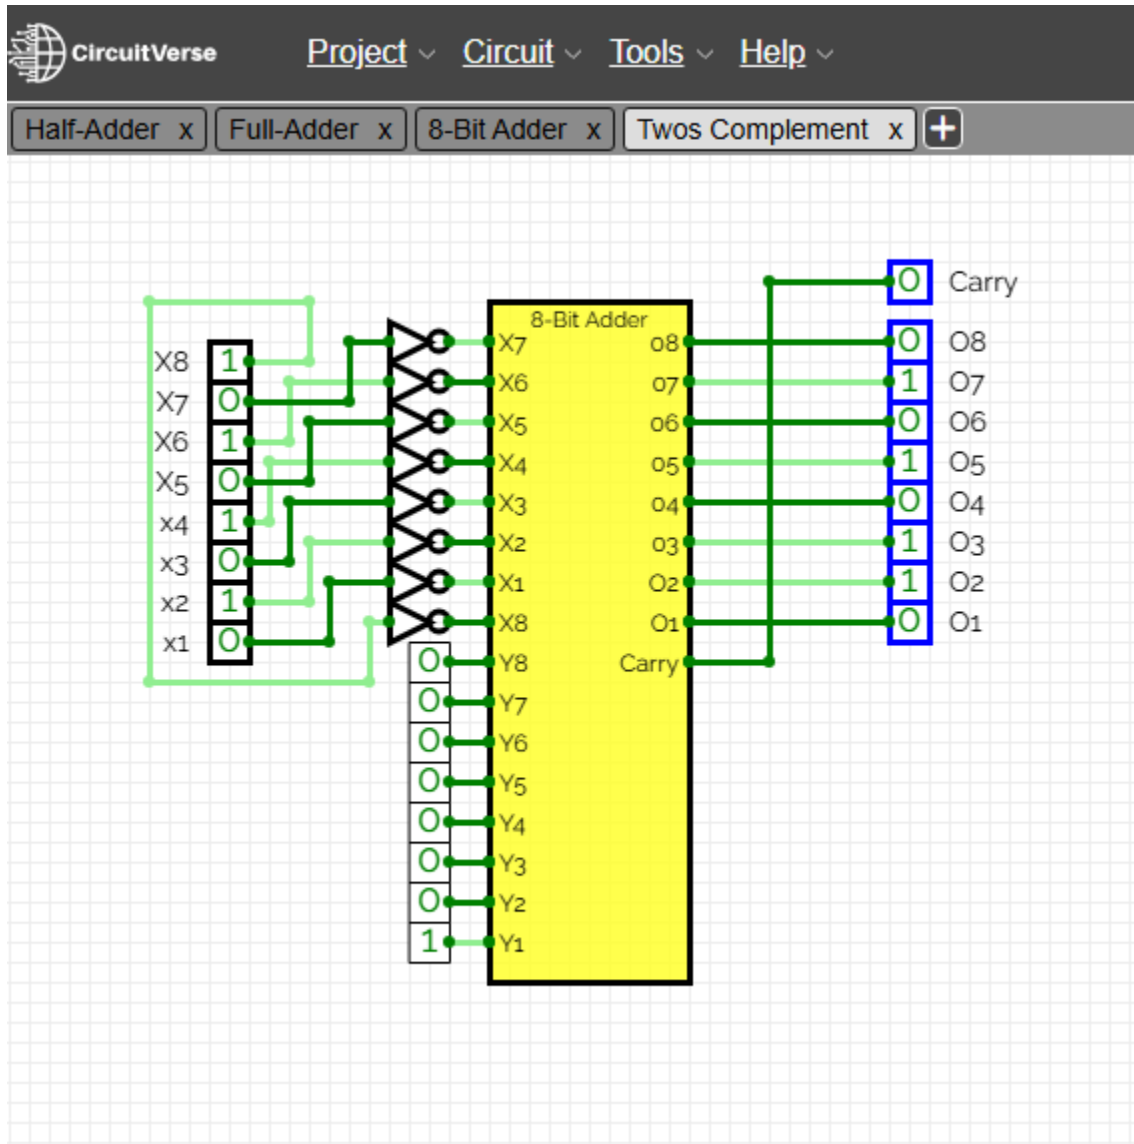 CircuitVerse Project Circuit Tools Help
Half-Adder x Full-Adder x 8-Bit Adder x Twos Complement x +
0 Carry
8-Bit Adder
X7 o8 0 O8
X8 1
X6 o7 1 O7
X7 0
X5 o6 0 O6
X6 1
X4 o5 1 O5
X5 0
X3 o4 0 O4
x4 1
X2 o3 1 O3
x3 0
X1 O2 1 O2
x2 1
X8 O1 0 O1
x1 0
0 Y8 Carry
0 Y7
0 Y6
0 Y5
0 Y4
0 Y3
0 Y2
1 Y1